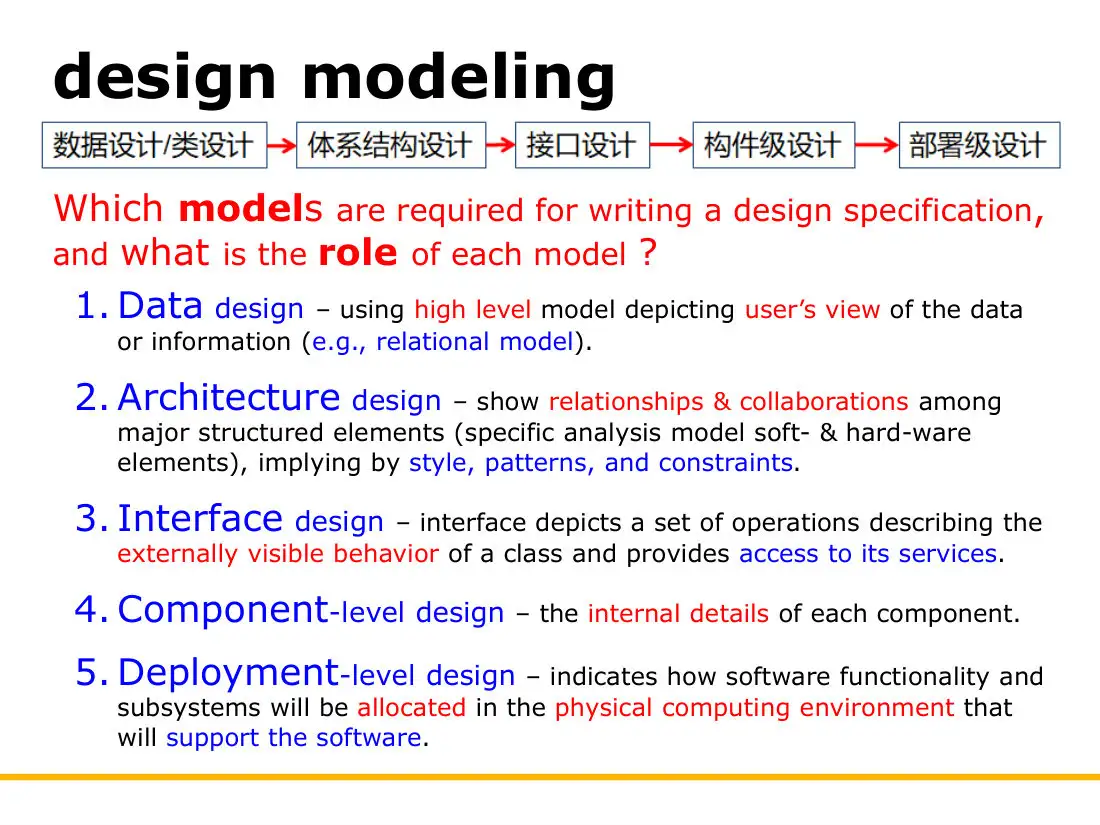 design modeling
数据设计/类设计 体系结构设计 接口设计 构件级设计 部署级设计
Which models are required for writing a design specification,
and what is the role of each model ?
1. Data design – using high level model depicting user’s view of the data
or information (e.g., relational model).
2. Architecture design – show relationships & collaborations among
major structured elements (specific analysis model soft- & hard-ware
elements), implying by style, patterns, and constraints.
3. Interface design – interface depicts a set of operations describing the
externally visible behavior of a class and provides access to its services.
4. Component-level design – the internal details of each component.
5. Deployment-level design – indicates how software functionality and
subsystems will be allocated in the physical computing environment that
will support the software.